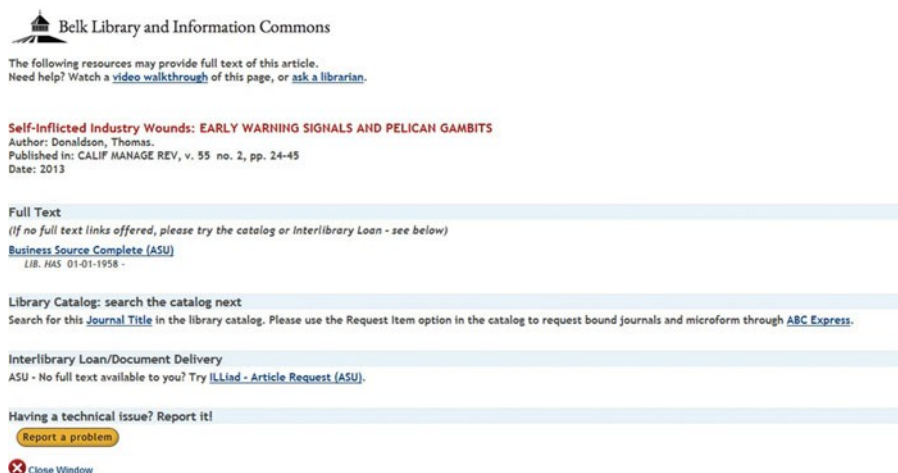 Belk Library and Information Commons
The following resources may provide full text of this article.
Need help? Watch a video walkthrough of this page, or ask a librarian.
Self-Inflicted Industry Wounds: EARLY WARNING SIGNALS AND PELICAN GAMBITS
Author: Donaldson, Thomas.
Published in: CALIF MANAGE REV, v. 55 no. 2, pp. 24-45
Date: 2013
Full Text
(If no full text links offered, please try the catalog or Interlibrary Loan - see below)
Business Source Complete (ASU)
LIB. HAS 01-01-1958 -
Library Catalog: search the catalog next
Search for this Journal Title in the library catalog. Please use the Request Item option in the catalog to request bound journals and microform through ABC Express.
Interlibrary Loan/Document Delivery
ASU - No full text available to you? Try ILLiad - Article Request (ASU).
Having a technical issue? Report it!
Report a problem
Close Window